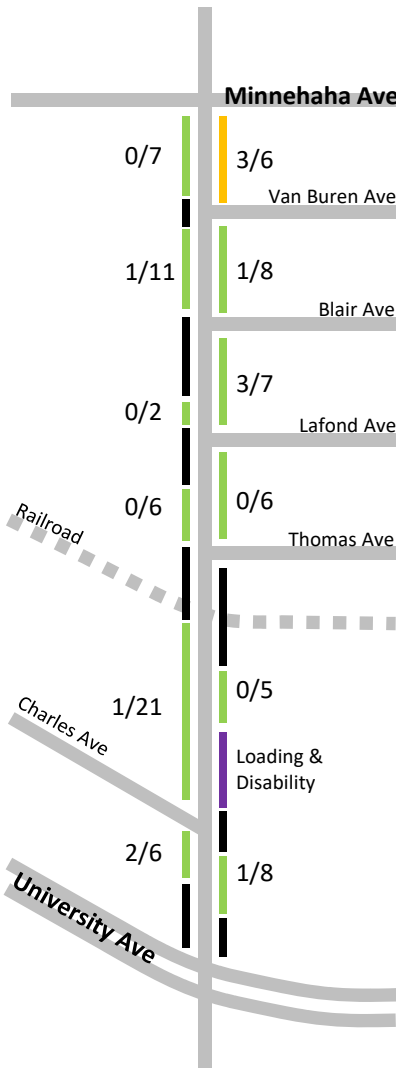 Minnehaha Ave
0/7
3/6
Van Buren Ave
1/11
1/8
Blair Ave
3/7
0/2
Lafond Ave
0/6
0/6
Railroad
Thomas Ave
0/5
1/21
Charles Ave
Loading &
Disability
2/6
1/8
University Ave